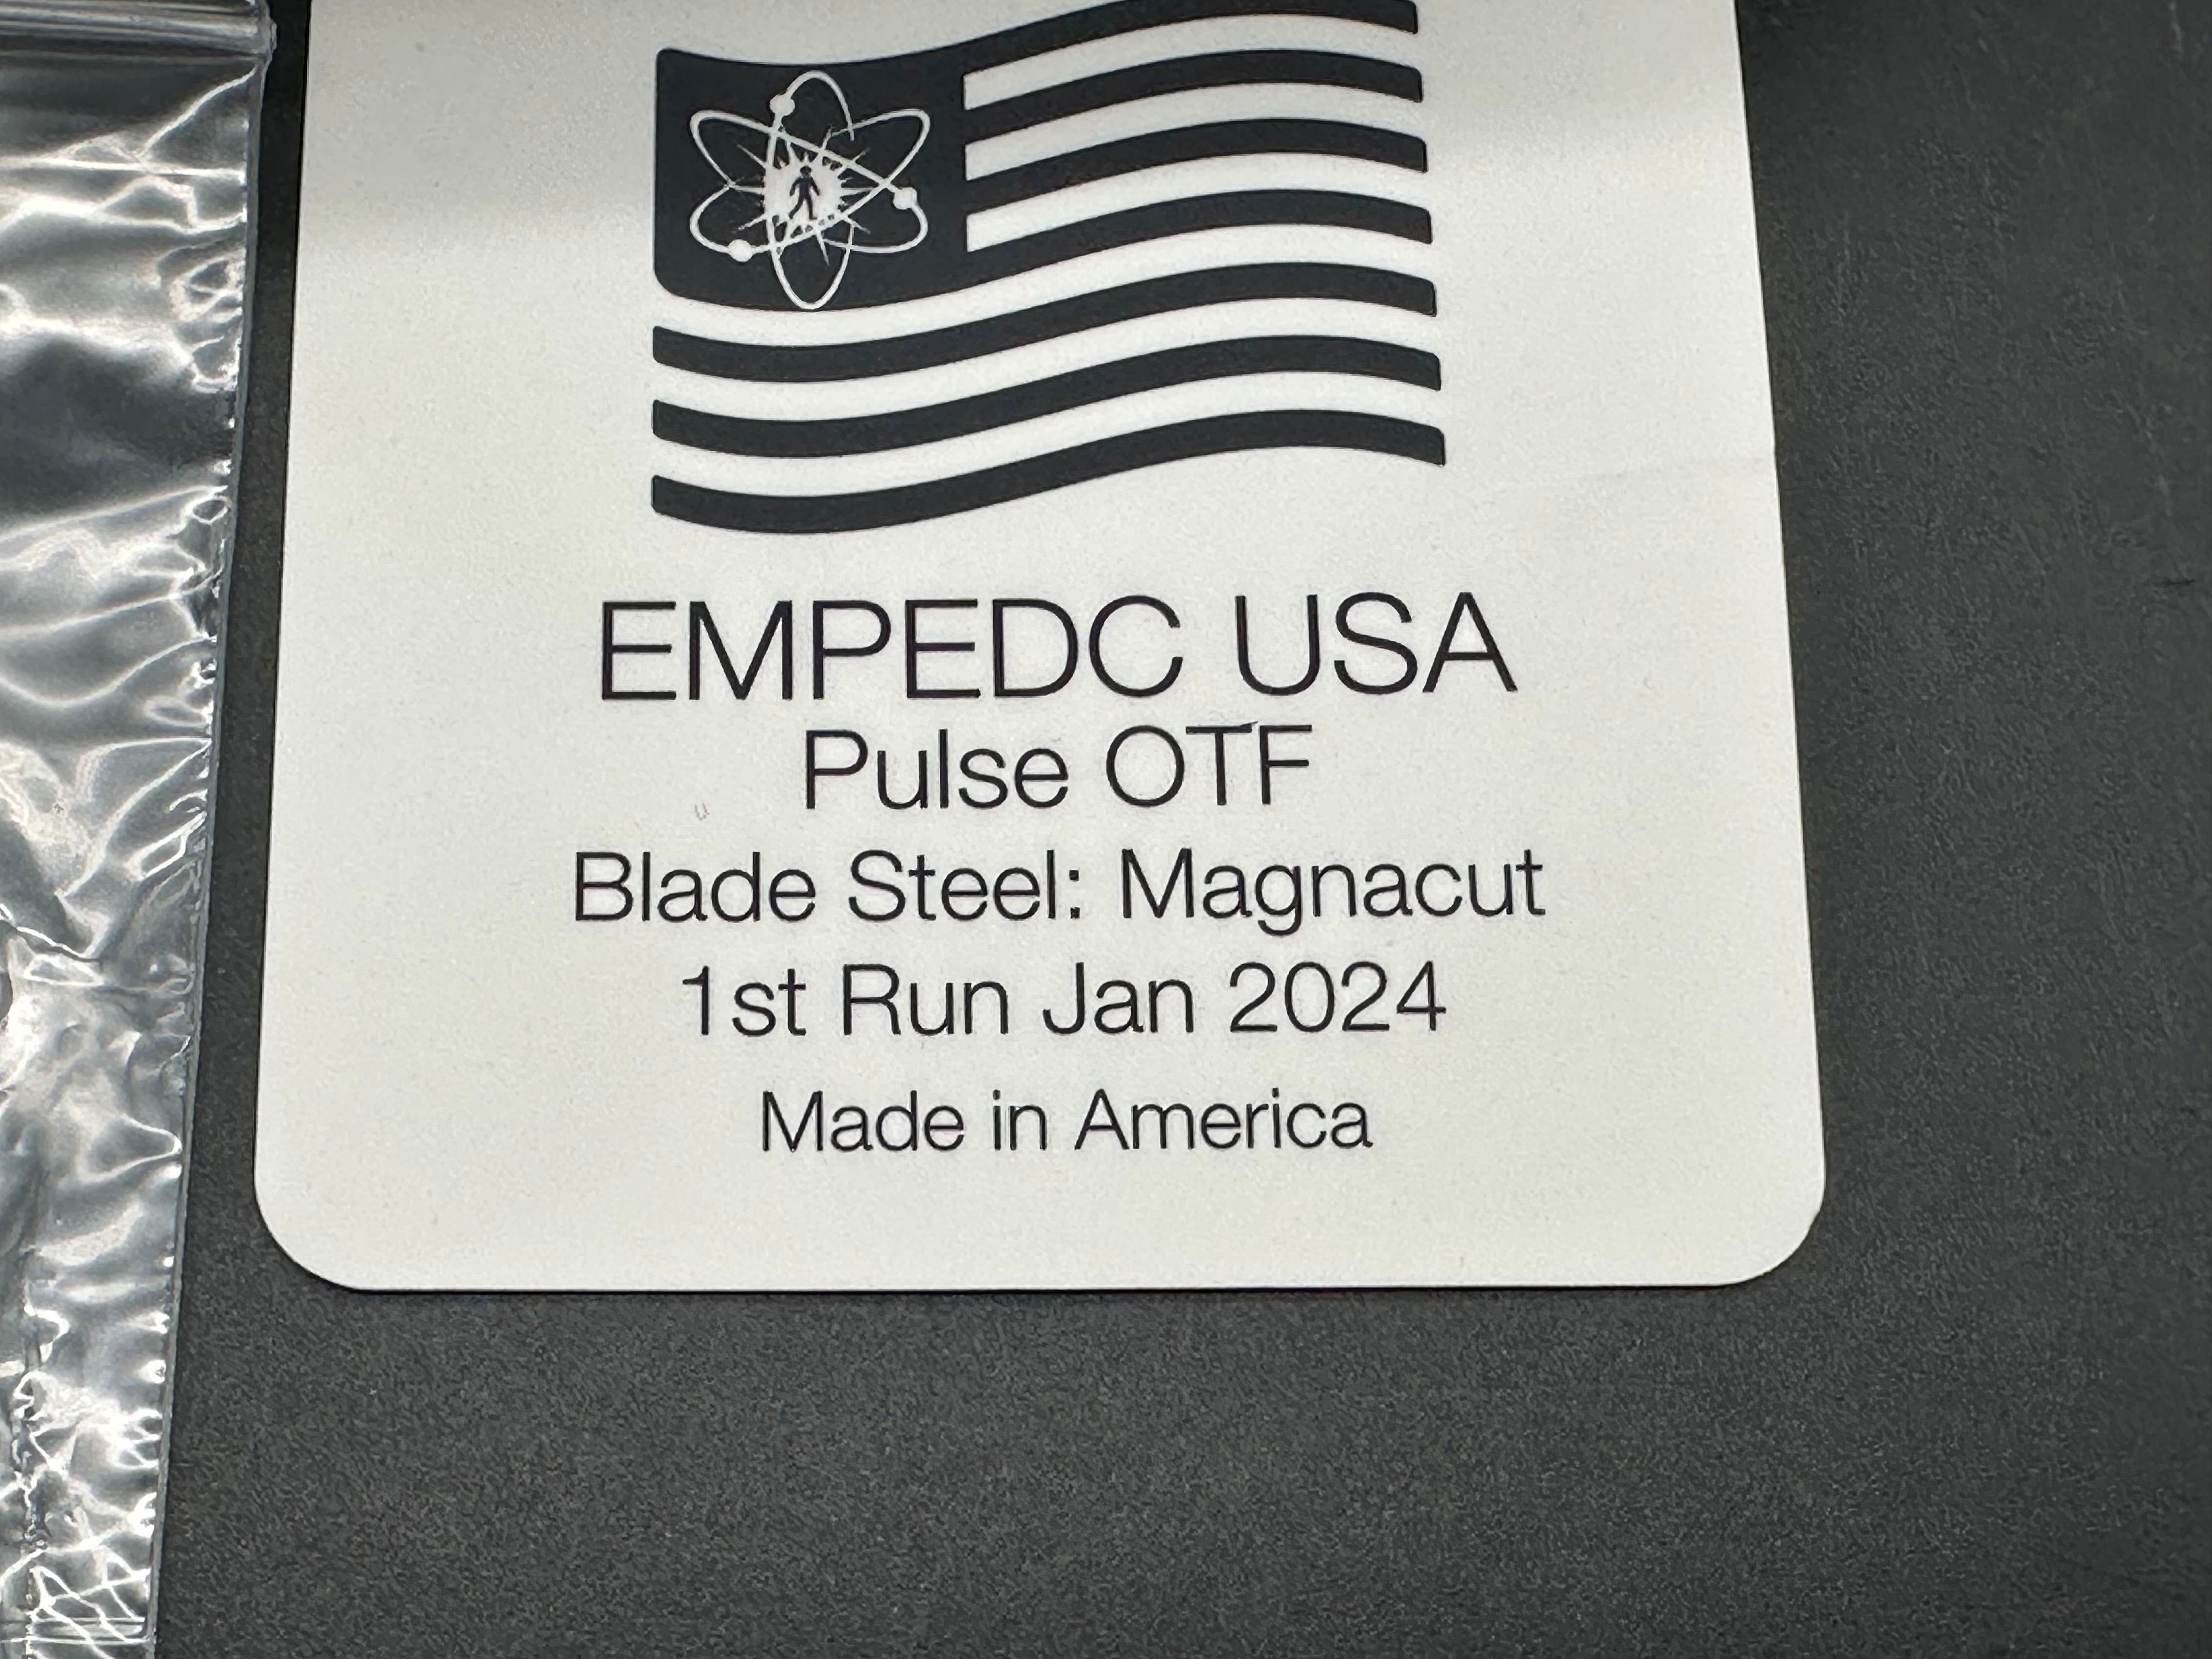 EMPEDC USA
Pulse OTF
Blade Steel: Magnacut
1st Run Jan 2024
Made in America